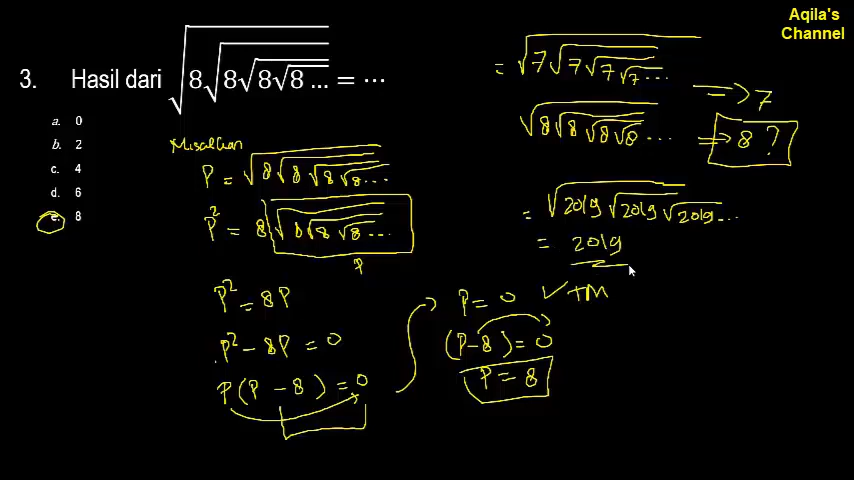 Aqila's
Channel
3. Hasil dari √8√8√8√8 ... = ⋯
a. 0
b. 2
c. 4
d. 6
e. 8
Misalkan
P = √8√8√8√8...
P² = 8√8√8√8...
P
P² = 8P
P² - 8P = 0
P(P - 8) = 0
P = 0 ✓ TM
(P-8) = 0
P = 8
= √7√7√7√7... => 7
√8√8√8√8... => 8 ?
= √2019√2019√2019...
= 2019